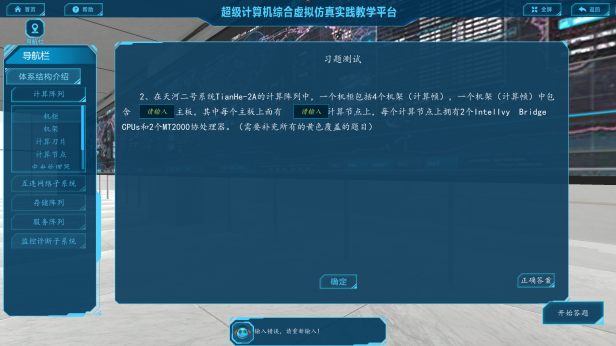 首页
帮助
超级计算机综合虚拟仿真实践教学平台
全屏
返回
导航栏
导航栏
体系结构介绍
计算阵列
机柜
机架
计算刀片
计算节点
中央处理器
互连网络子系统
存储阵列
服务阵列
监控诊断子系统
习题测试
2、在天河二号系统TianHe-2A的计算阵列中，一个机柜包括4个机架（计算帧），一个机架（计算帧）中包
含 请输入 主板，其中每个主板上面有 请输入 计算节点上，每个计算节点上拥有2个Intellvy Bridge
CPUs和2个MT2000协处理器。（需要补充所有的黄色覆盖的题目）
确定
正确答案
开始答题
输入错误，请重新输入！